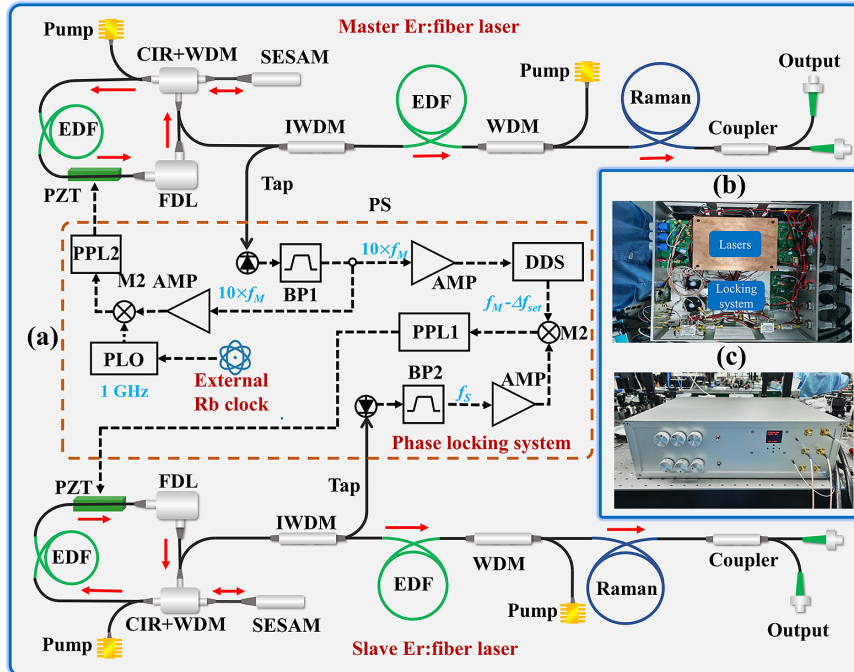 Master Er:fiber laser
Pump
CIR+WDM
SESAM
EDF
PZT
FDL
IWDM
Tap
EDF
WDM
Pump
Raman
Coupler
Output
PS
(a)
PPL2
M2
AMP
10×f_M
BP1
10×f_M
AMP
DDS
f_M-Δf_set
M2
PPL1
PLO
1 GHz
External
Rb clock
BP2
f_S
AMP
Phase locking system
(b)
Lasers
Locking
system
(c)
PZT
FDL
Tap
IWDM
EDF
WDM
Pump
Raman
Coupler
Output
EDF
CIR+WDM
SESAM
Pump
Slave Er:fiber laser